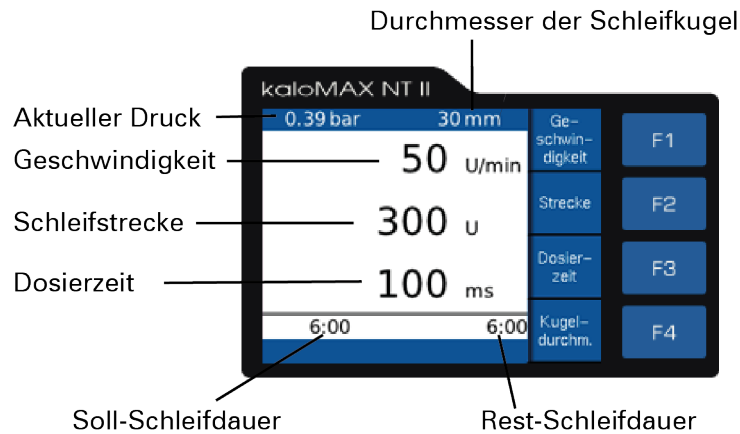 Durchmesser der Schleifkugel
kaloMAX NT II
Aktueller Druck
0.39 bar
30 mm
Ge-
schwin-
digkeit
F1
Geschwindigkeit
50 U/min
Strecke
F2
Schleifstrecke
300 U
Dosier-
zeit
F3
Dosierzeit
100 ms
6:00
6:00
Kugel-
durchm.
F4
Soll-Schleifdauer
Rest-Schleifdauer